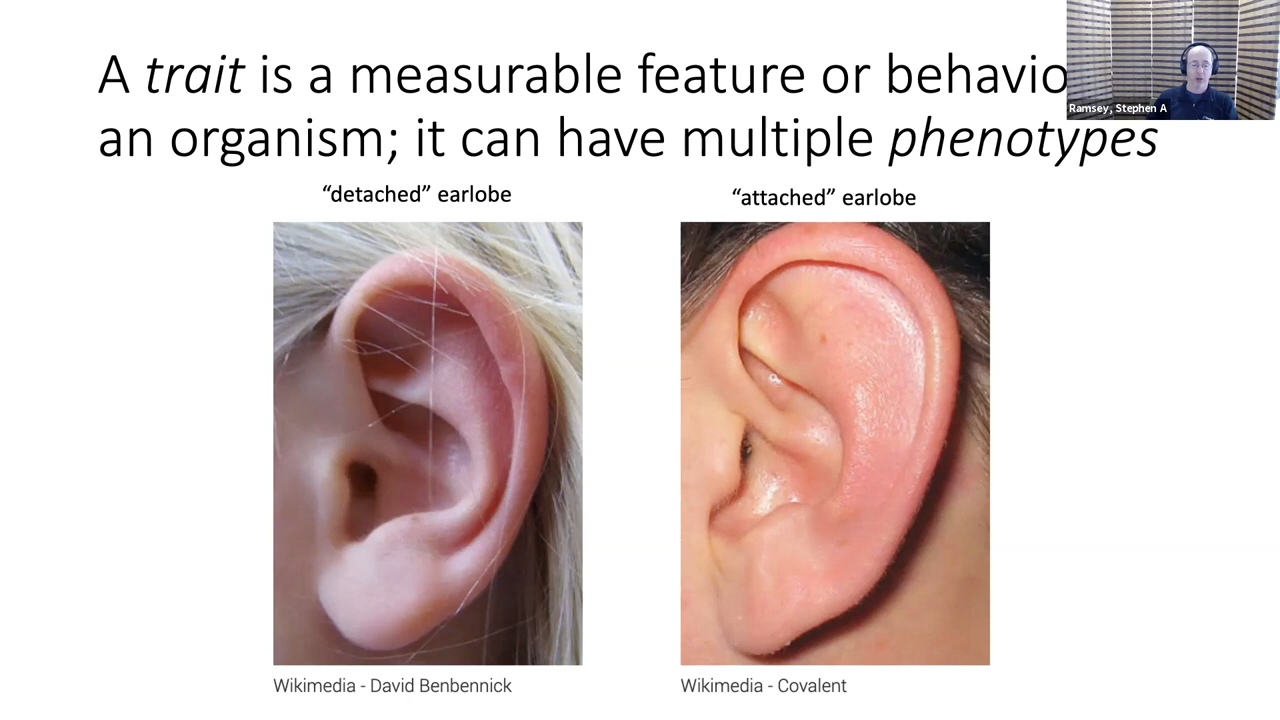 A trait is a measurable feature or behavio
an organism; it can have multiple phenotypes
Ramsey, Stephen A
“detached” earlobe
“attached” earlobe
Wikimedia - David Benbennick
Wikimedia - Covalent